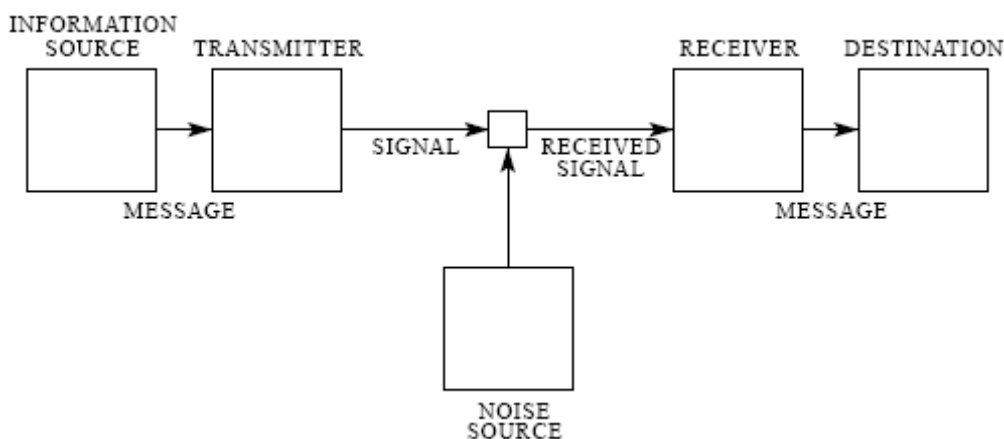 INFORMATION
SOURCE
TRANSMITTER
RECEIVER
DESTINATION
SIGNAL
RECEIVED
SIGNAL
MESSAGE
MESSAGE
NOISE
SOURCE